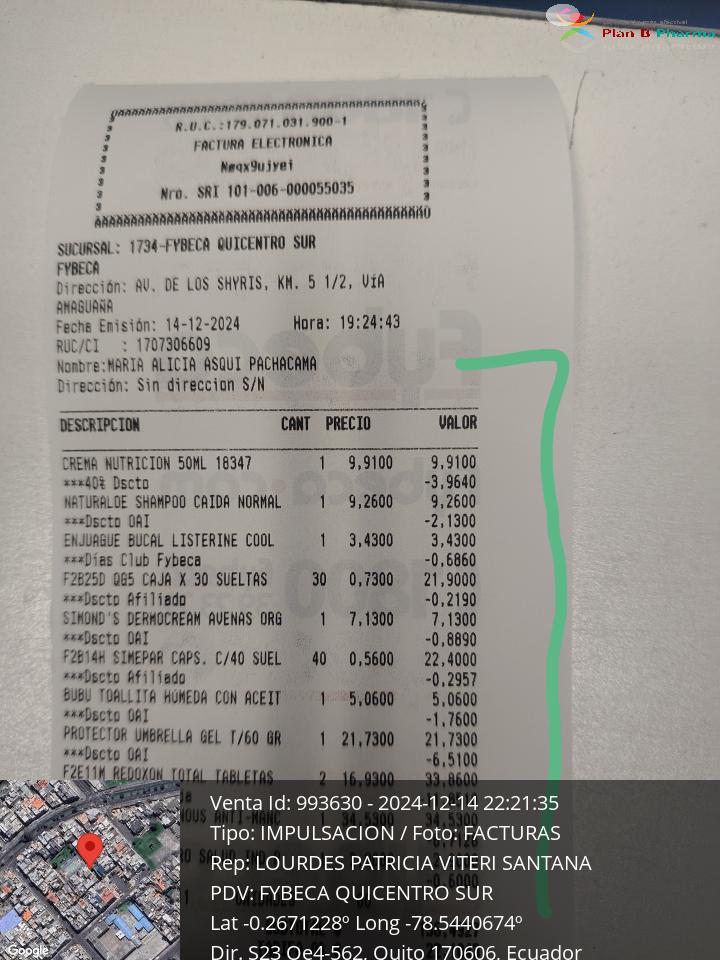 Plan B Pharma
R.U.C.:179.071.031.900-1
FACTURA ELECTRONICA
Nmqx9ujyei
Nro. SRI 101-006-000055035
SUCURSAL: 1734-FYBECA QUICENTRO SUR
FYBECA
Dirección: AV. DE LOS SHYRIS, KM. 5 1/2, VíA
AMAGUAÑA
Fecha Emisión: 14-12-2024 Hora: 19:24:43
RUC/CI : 1707306609
Nombre:MARIA ALICIA ASQUI PACHACAMA
Dirección: Sin direccion S/N
DESCRIPCION CANT PRECIO VALOR
CREMA NUTRICION 50ML 18347 1 9,9100 9,9100
***40% Dscto -3,9640
NATURALOE SHAMPOO CAIDA NORMAL 1 9,2600 9,2600
***Dscto OAI -2,1300
ENJUAGUE BUCAL LISTERINE COOL 1 3,4300 3,4300
***Días Club Fybeca -0,6860
F2B25D QG5 CAJA X 30 SUELTAS 30 0,7300 21,9000
***Dscto Afiliado -0,2190
SIMOND'S DERMOCREAM AVENAS ORG 1 7,1300 7,1300
***Dscto OAI -0,8890
F2B14H SIMEPAR CAPS. C/40 SUEL 40 0,5600 22,4000
***Dscto Afiliado -0,2957
BUBU TOALLITA HUMEDA CON ACEIT 1 5,0600 5,0600
***Dscto OAI -1,7600
PROTECTOR UMBRELLA GEL T/60 GR 1 21,7300 21,7300
***Dscto OAI -6,5100
F2E11M REDOXON TOTAL TABLETAS 2 16,9300 33,8600
ANTI-MANC 1 34,5300 34,5300
Venta Id: 993630 - 2024-12-14 22:21:35
Tipo: IMPULSACION / Foto: FACTURAS
Rep: LOURDES PATRICIA VITERI SANTANA
PDV: FYBECA QUICENTRO SUR
Lat -0.2671228º Long -78.5440674º
Dir. S23 Oe4-562, Quito 170606, Ecuador
Google